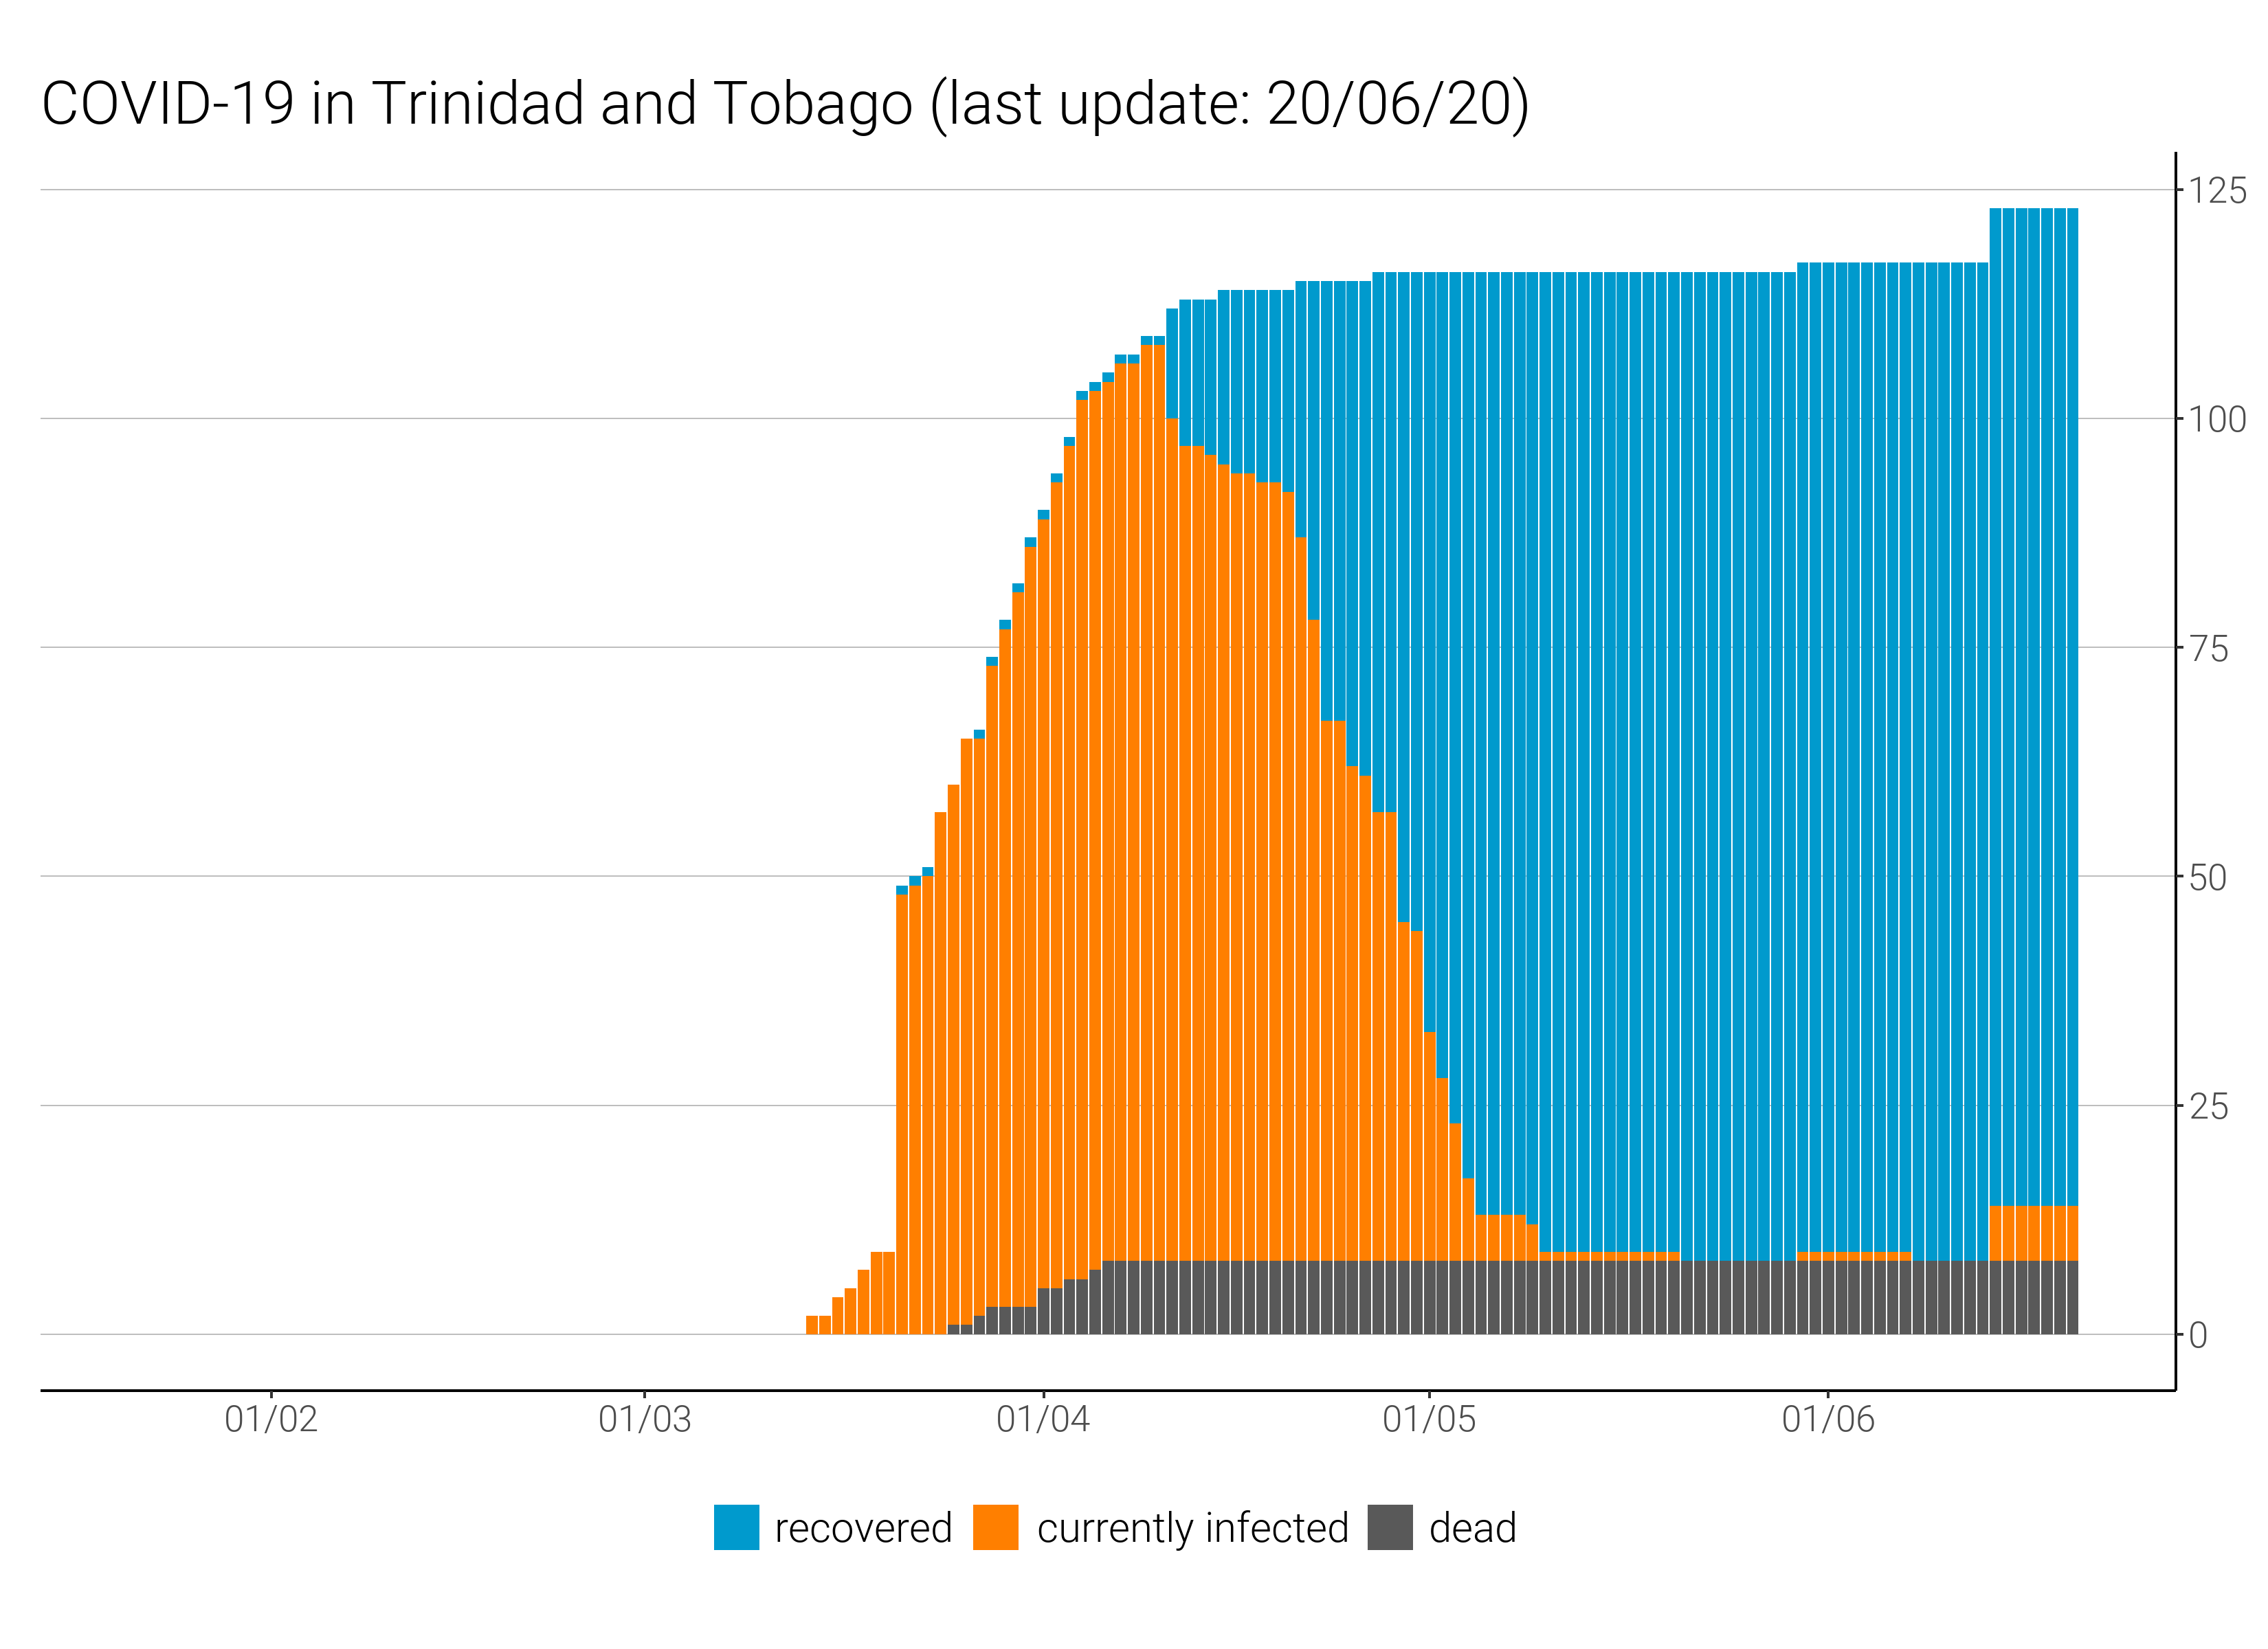 COVID-19 in Trinidad and Tobago (last update: 20/06/20)
125
100
75
50
25
0
01/02 01/03 01/04 01/05 01/06
recovered currently infected dead